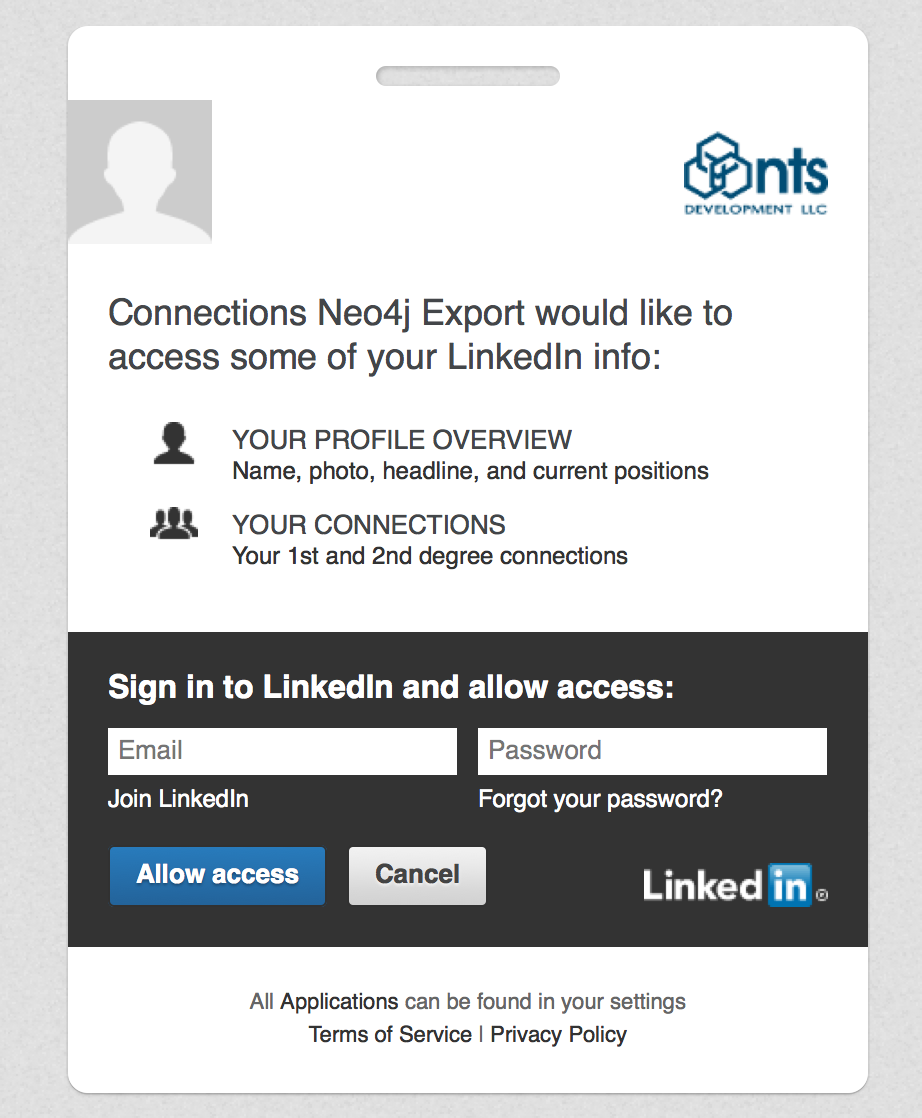 nts
DEVELOPMENT LLC
Connections Neo4j Export would like to
access some of your LinkedIn info:
YOUR PROFILE OVERVIEW
Name, photo, headline, and current positions
YOUR CONNECTIONS
Your 1st and 2nd degree connections
Sign in to LinkedIn and allow access:
Email Password
Join LinkedIn Forgot your password?
Allow access Cancel
Linked in ®
All Applications can be found in your settings
Terms of Service | Privacy Policy